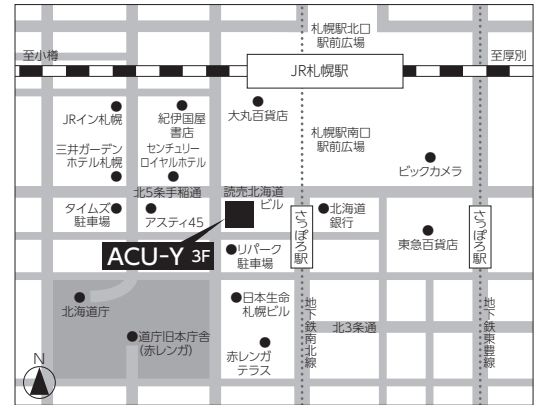 札幌駅北口
駅前広場
至小樽
至厚別
JR札幌駅
JRイン札幌
紀伊国屋
書店
大丸百貨店
札幌駅南口
駅前広場
三井ガーデン
ホテル札幌
センチュリー
ロイヤルホテル
ビックカメラ
北5条手稲通
読売北海道
ビル
タイムズ
駐車場
アスティ45
さっぽろ駅
北海道
銀行
東急百貨店
さっぽろ駅
ACU-Y 3F
リパーク
駐車場
北海道庁
日本生命
札幌ビル
地下鉄南北線
地下鉄東豊線
道庁旧本庁舎
(赤レンガ)
北3条通
赤レンガ
テラス
N